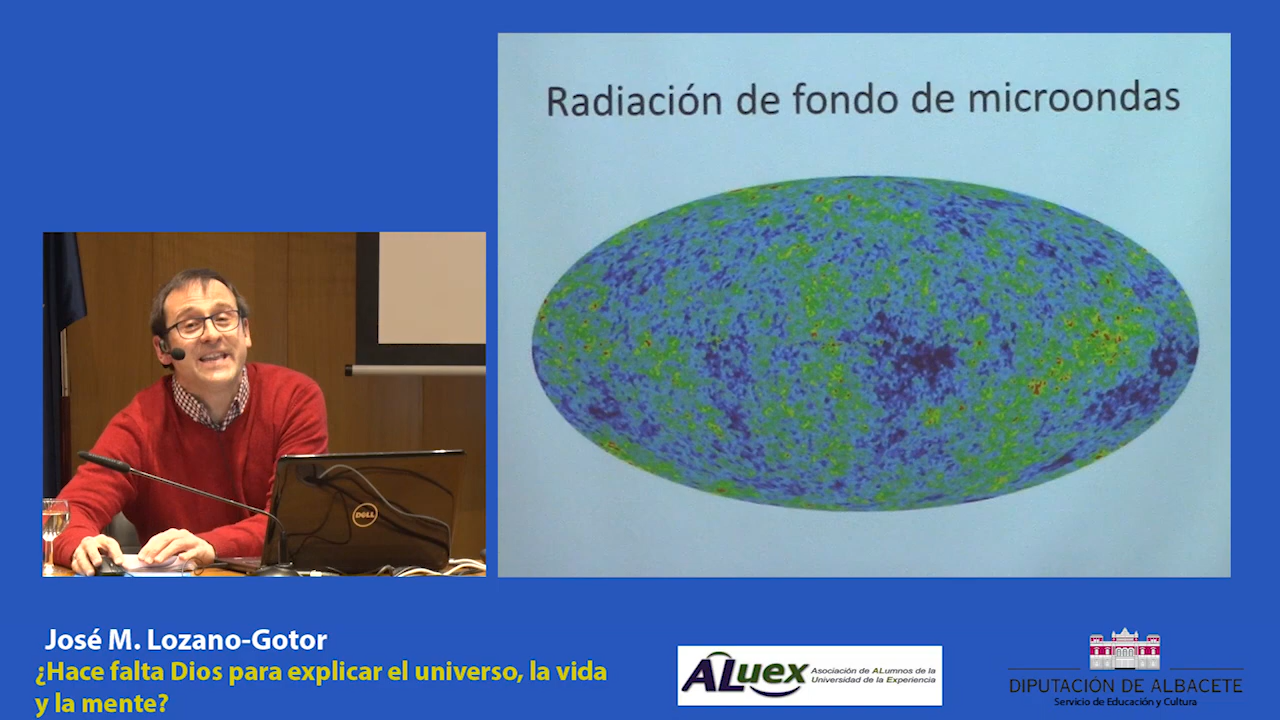 Radiación de fondo de microondas
DELL
José M. Lozano-Gotor
¿Hace falta Dios para explicar el universo, la vida
y la mente?
ALuex
Asociación de ALumnos de la
Universidad de la Experiencia
DIPUTACIÓN DE ALBACETE
Servicio de Educación y Cultura